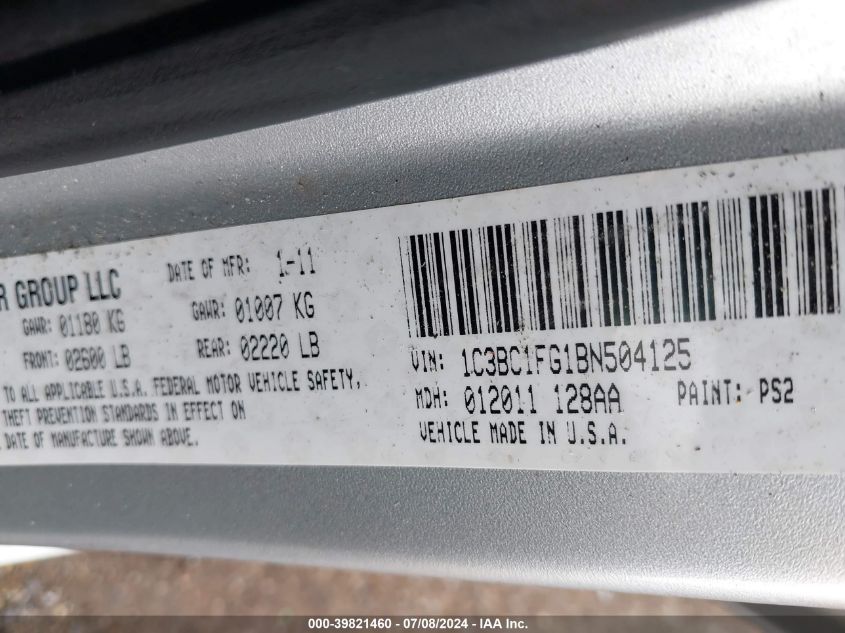 R GROUP LLC
DATE OF MFR: 1-11
GAWR: 01180 KG
GAWR: 01007 KG
FRONT: 02600 LB
REAR: 02220 LB
TO ALL APPLICABLE U.S.A. FEDERAL MOTOR VEHICLE SAFETY,
THEFT PREVENTION STANDARDS IN EFFECT ON
DATE OF MANUFACTURE SHOWN ABOVE.
VIN: 1C3BC1FG1BN504125
MDH: 012011 128AA
PAINT: PS2
VEHICLE MADE IN U.S.A.
000-39821460 - 07/08/2024 - IAA Inc.